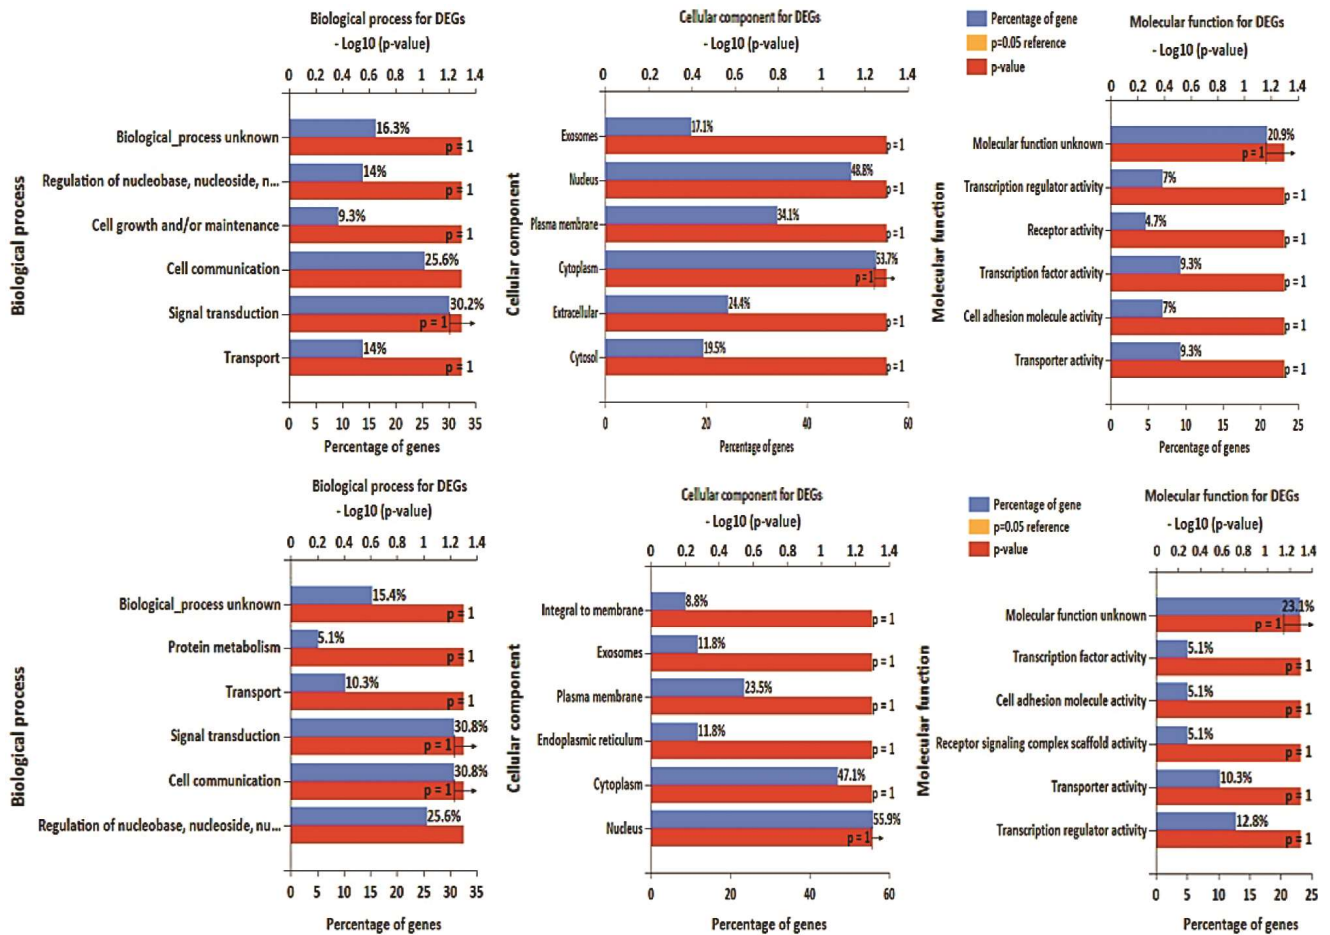 Biological process for DEGs
- Log10 (p-value)
0 0.2 0.4 0.6 0.8 1 1.2 1.4
Biological process
Biological_process unknown
16.3%
p = 1
Regulation of nucleobase, nucleoside, n...
14%
p = 1
Cell growth and/or maintenance
9.3%
p = 1
Cell communication
25.6%
Signal transduction
30.2%
p = 1
Transport
14%
p = 1
0 5 10 15 20 25 30 35
Percentage of genes
Cellular component for DEGs
- Log10 (p-value)
0 0.2 0.4 0.6 0.8 1 1.2 1.4
Cellular component
Exosomes
17.1%
p=1
Nucleus
48.8%
p=1
Plasma membrane
34.1%
p=1
Cytoplasm
53.7%
p=1
Extracellular
24.4%
p=1
Cytosol
19.5%
p=1
0 20 40 60
Percentage of genes
Percentage of gene
p=0.05 reference
p-value
Molecular function for DEGs
- Log10 (p-value)
0 0.2 0.4 0.6 0.8 1 1.2 1.4
Molecular function
Molecular function unknown
20.9%
p = 1
Transcription regulator activity
7%
p = 1
Receptor activity
4.7%
p = 1
Transcription factor activity
9.3%
p = 1
Cell adhesion molecule activity
7%
p = 1
Transporter activity
9.3%
p = 1
0 5 10 15 20 25
Percentage of genes
Biological process for DEGs
- Log10 (p-value)
0 0.2 0.4 0.6 0.8 1 1.2 1.4
Biological process
Biological_process unknown
15.4%
p = 1
Protein metabolism
5.1%
p = 1
Transport
10.3%
p = 1
Signal transduction
30.8%
p = 1
Cell communication
30.8%
p = 1
Regulation of nucleobase, nucleoside, nu...
25.6%
0 5 10 15 20 25 30 35
Percentage of genes
Cellular component for DEGs
- Log10 (p-value)
0 0.2 0.4 0.6 0.8 1 1.2 1.4
Cellular component
Integral to membrane
8.8%
p = 1
Exosomes
11.8%
p = 1
Plasma membrane
23.5%
p = 1
Endoplasmic reticulum
11.8%
p = 1
Cytoplasm
47.1%
p = 1
Nucleus
55.9%
p = 1
0 20 40 60
Percentage of genes
Percentage of gene
p=0.05 reference
p-value
Molecular function for DEGs
- Log10 (p-value)
0 0.2 0.4 0.6 0.8 1 1.2 1.4
Molecular function
Molecular function unknown
23.1%
p = 1
Transcription factor activity
5.1%
p = 1
Cell adhesion molecule activity
5.1%
p = 1
Receptor signaling complex scaffold activity
5.1%
p = 1
Transporter activity
10.3%
p = 1
Transcription regulator activity
12.8%
p = 1
0 5 10 15 20 25
Percentage of genes